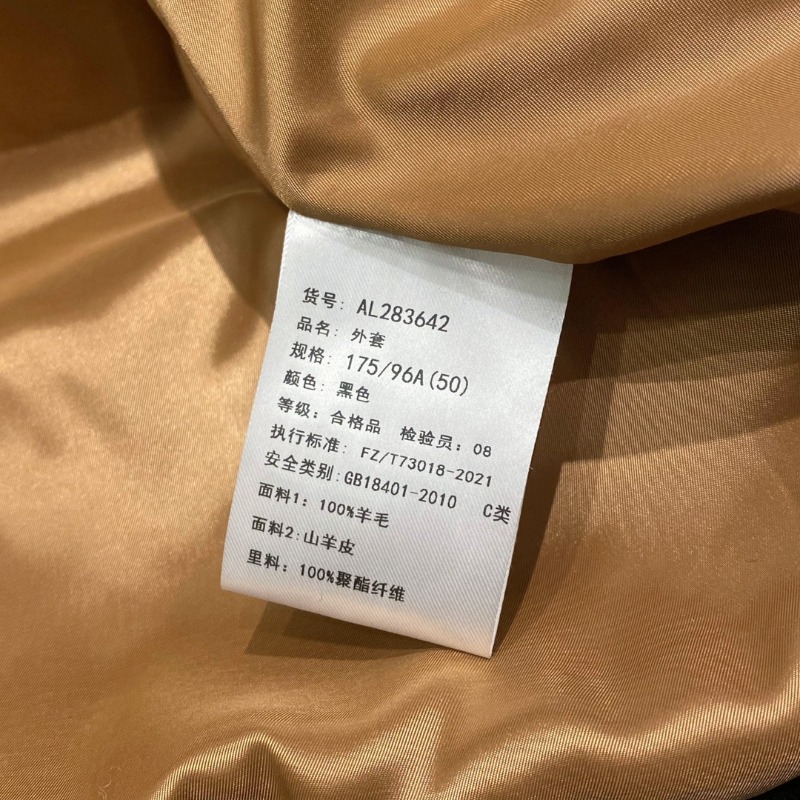 货号: AL283642
品名: 外套
规格: 175/96A(50)
颜色: 黑色
等级: 合格品 检验员: 08
执行标准: FZ/T73018-2021
安全类别: GB18401-2010 C类
面料1: 100%羊毛
面料2: 山羊皮
里料: 100%聚酯纤维